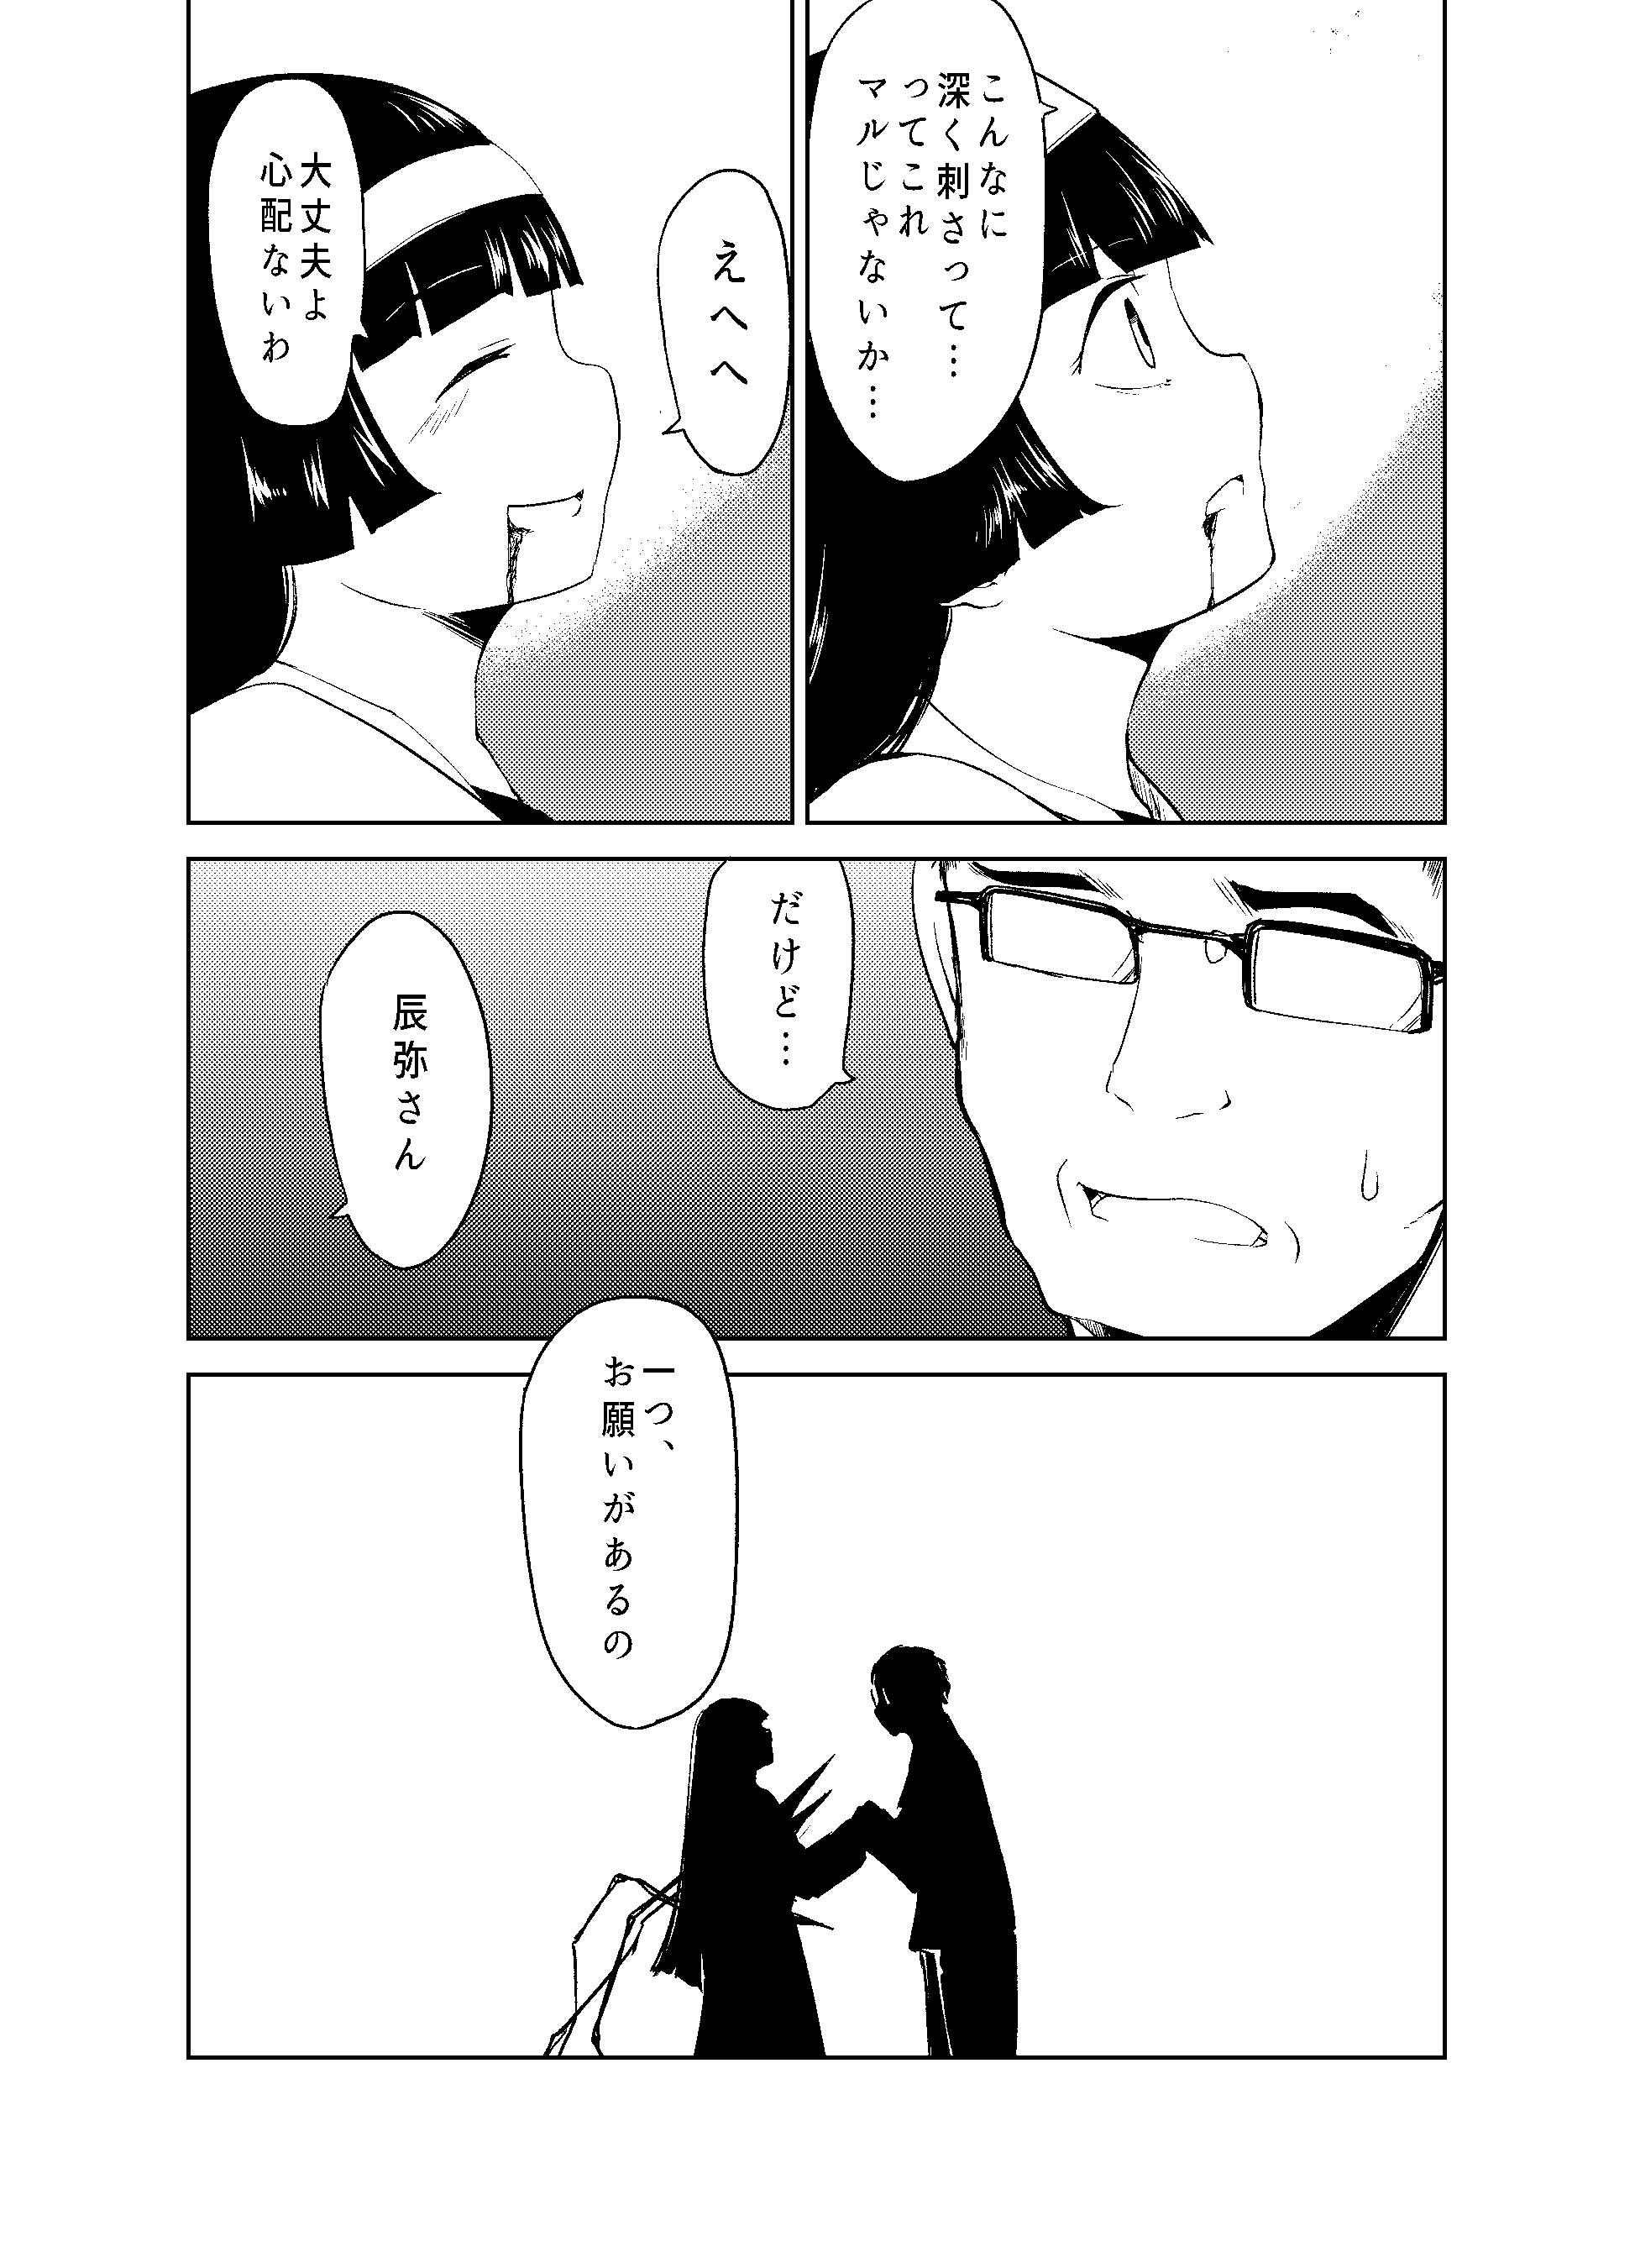 こんなに
深く刺さって…
ってこれ
マルじゃないか…
えへへ
大丈夫よ
心配ないわ
だけど…
辰弥さん
一つ、
お願いがあるの